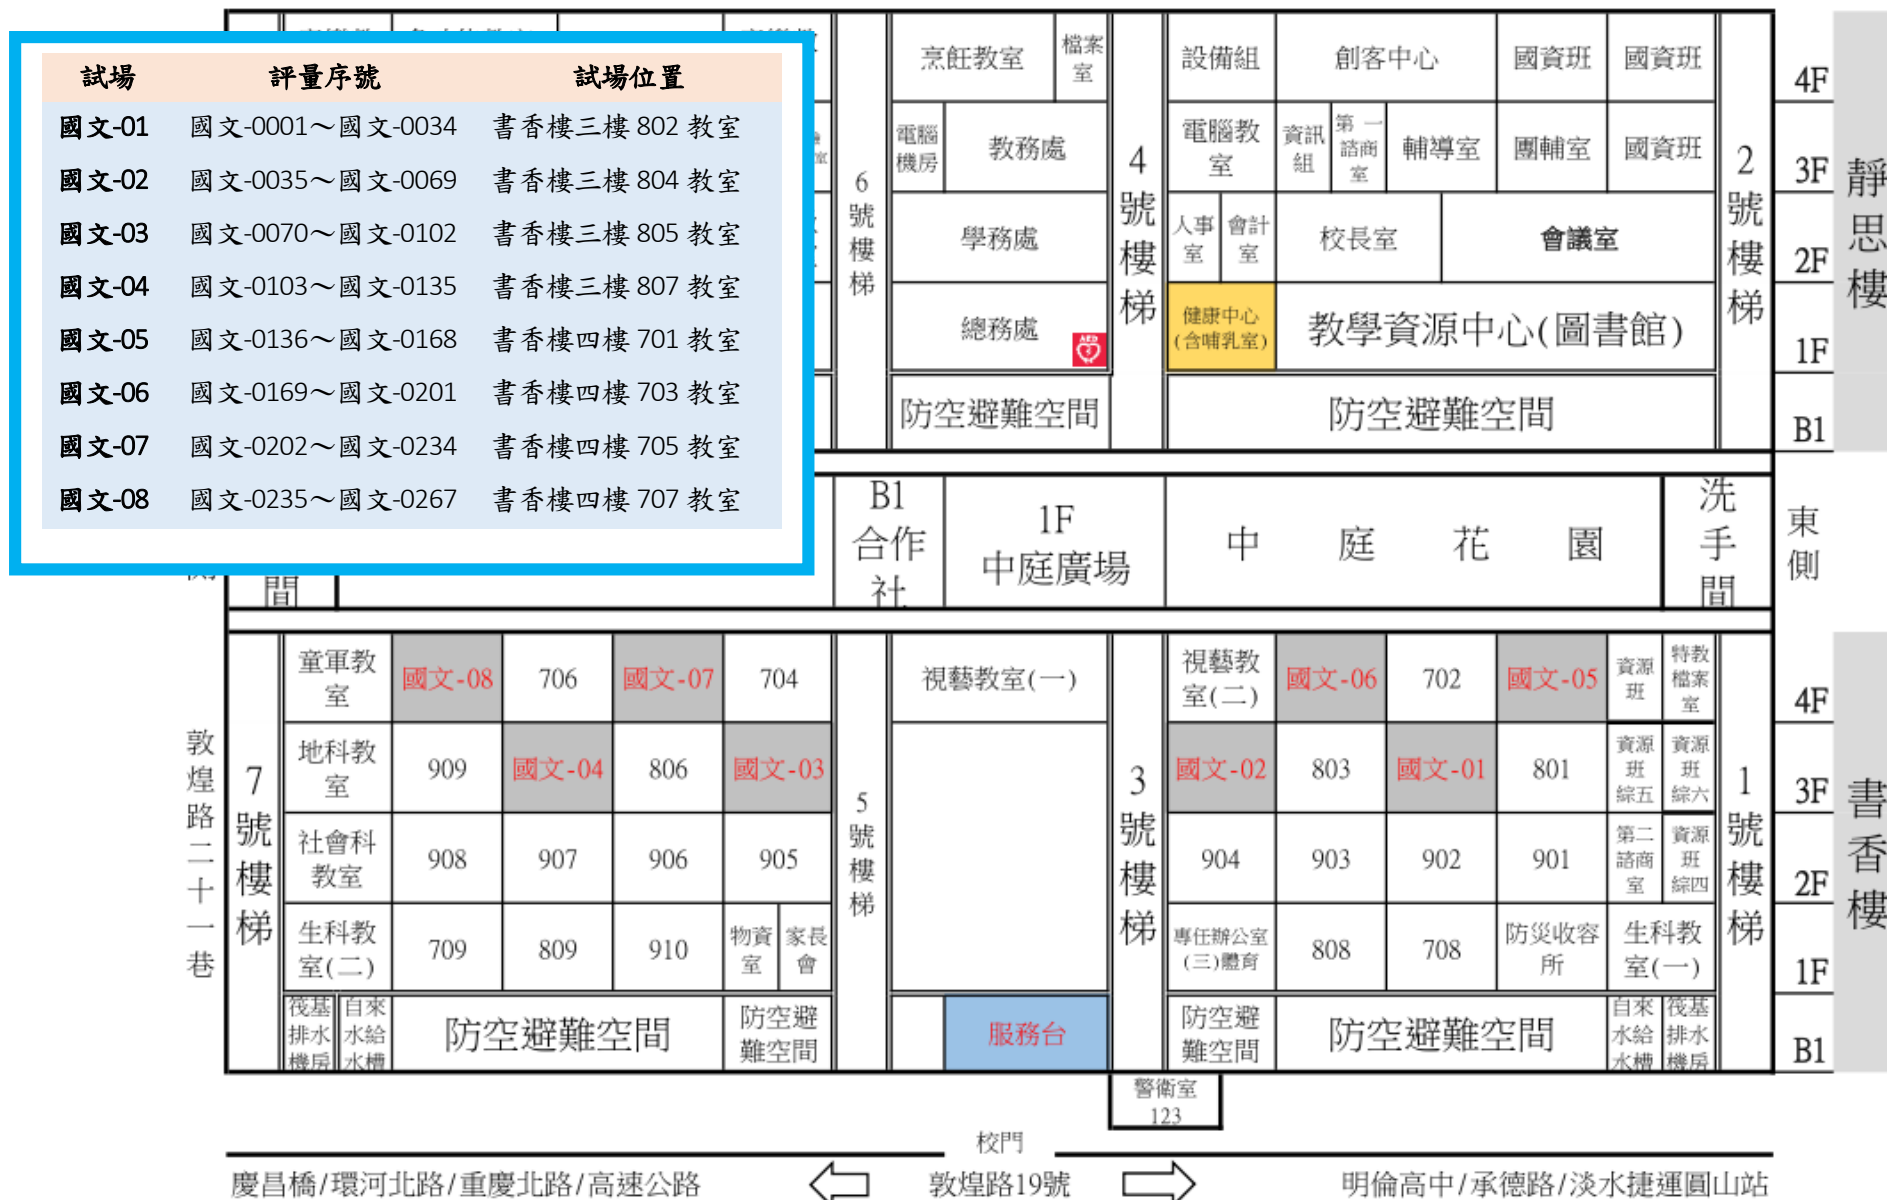 試場 評量序號 試場位置
國文-01 國文-0001～國文-0034 書香樓三樓 802 教室
國文-02 國文-0035～國文-0069 書香樓三樓 804 教室
國文-03 國文-0070～國文-0102 書香樓三樓 805 教室
國文-04 國文-0103～國文-0135 書香樓三樓 807 教室
國文-05 國文-0136～國文-0168 書香樓四樓 701 教室
國文-06 國文-0169～國文-0201 書香樓四樓 703 教室
國文-07 國文-0202～國文-0234 書香樓四樓 705 教室
國文-08 國文-0235～國文-0267 書香樓四樓 707 教室
6號樓梯
烹飪教室 檔案室
電腦機房 教務處
學務處
總務處 AED
防空避難空間
4號樓梯
設備組 創客中心 國資班 國資班
電腦教室 資訊組 第一諮商室 輔導室 團輔室 國資班
人事室 會計室 校長室 會議室
健康中心(含哺乳室) 教學資源中心(圖書館)
防空避難空間
2號樓梯
4F
3F
2F
1F
B1
靜思樓
間
B1合作社
1F
中庭廣場
中庭花園
洗手間
東側
敦煌路二十一巷
7號樓梯
童軍教室 國文-08 706 國文-07 704
地科教室 909 國文-04 806 國文-03
社會科教室 908 907 906 905
生科教室(二) 709 809 910 物資室 家長會
筏基排水機房 自來水給水槽 防空避難空間 防空避難空間
5號樓梯
視藝教室(一)
服務台
3號樓梯
視藝教室(二) 國文-06 702 國文-05 資源班 特教檔案室
國文-02 803 國文-01 801 資源班綜五 資源班綜六
904 903 902 901 第二諮商室 資源班綜四
專任辦公室(三)體育 808 708 防災收容所 生科教室(一)
防空避難空間 防空避難空間 自來水給水槽 筏基排水機房
1號樓梯
4F
3F
2F
1F
B1
書香樓
警衛室
123
校門
慶昌橋/環河北路/重慶北路/高速公路 敦煌路19號 明倫高中/承德路/淡水捷運圓山站